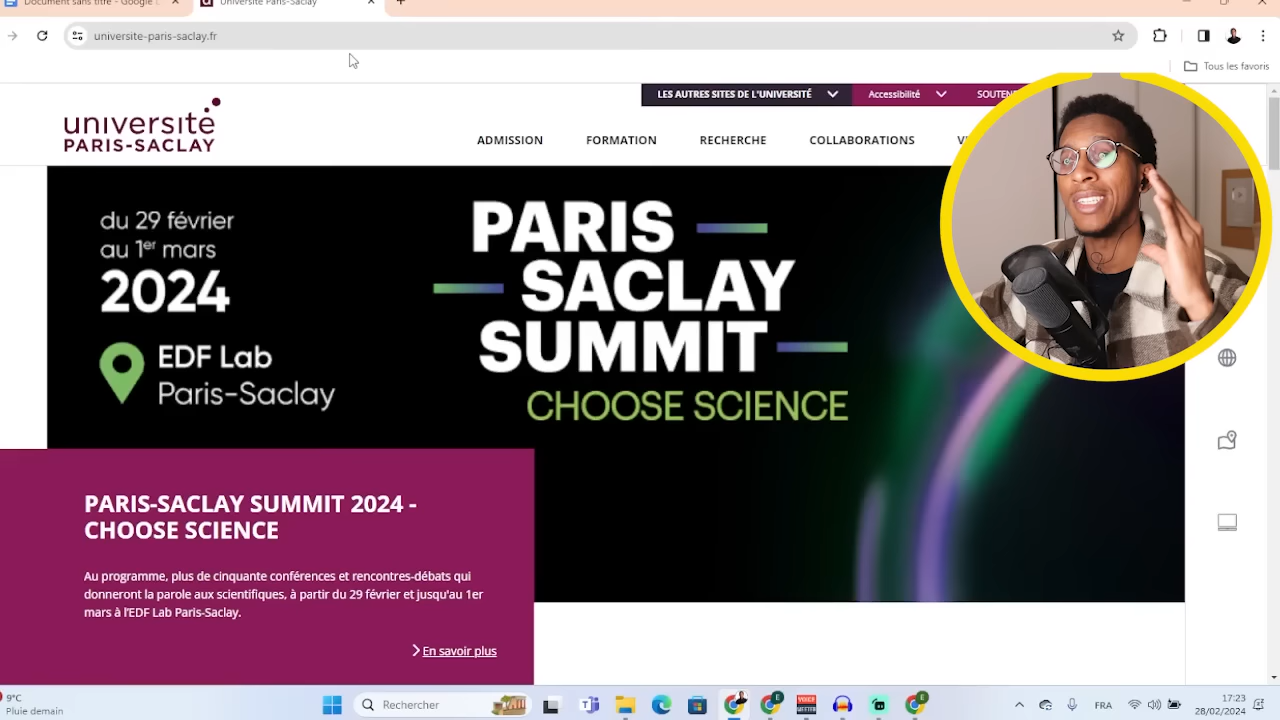 Document sans titre - Google
Université Paris-Saclay
universite-paris-saclay.fr
Tous les favoris
LES AUTRES SITES DE L'UNIVERSITÉ
Accessibilité
université
PARIS-SACLAY
ADMISSION
FORMATION
RECHERCHE
COLLABORATIONS
du 29 février
au 1er mars
2024
EDF Lab
Paris-Saclay
PARIS
SACLAY
SUMMIT
CHOOSE SCIENCE
PARIS-SACLAY SUMMIT 2024 -
CHOOSE SCIENCE
Au programme, plus de cinquante conférences et rencontres-débats qui
donneront la parole aux scientifiques, à partir du 29 février et jusqu'au 1er
mars à l'EDF Lab Paris-Saclay.
En savoir plus
9°C
Pluie demain
Rechercher
FRA
17:23
28/02/2024